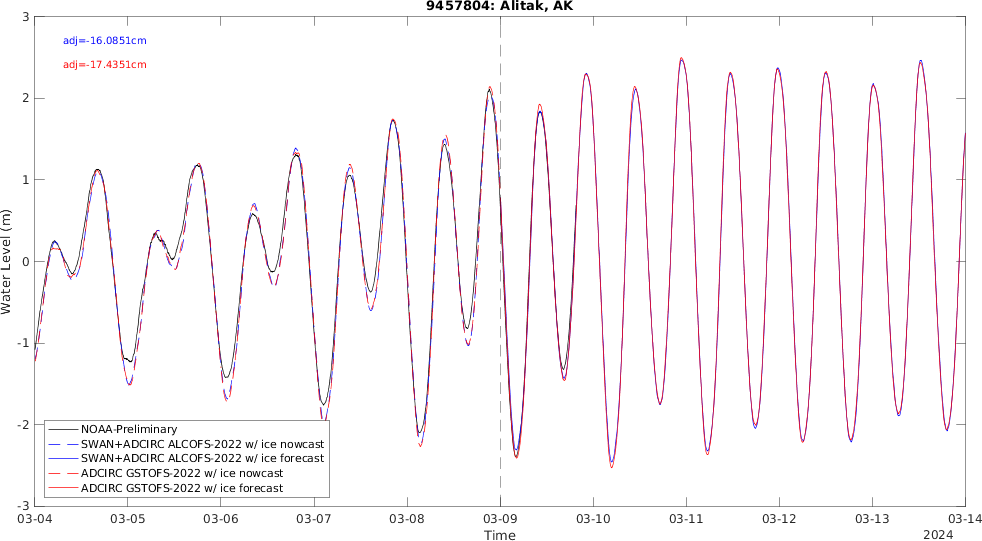 9457804: Alitak, AK
adj=-16.0851cm
adj=-17.4351cm
3
2
1
0
-1
-2
-3
Water Level (m)
NOAA-Preliminary
SWAN+ADCIRC ALCOFS-2022 w/ ice nowcast
SWAN+ADCIRC ALCOFS-2022 w/ ice forecast
ADCIRC GSTOFS-2022 w/ ice nowcast
ADCIRC GSTOFS-2022 w/ ice forecast
03-04 03-05 03-06 03-07 03-08 03-09 03-10 03-11 03-12 03-13 03-14
Time
2024